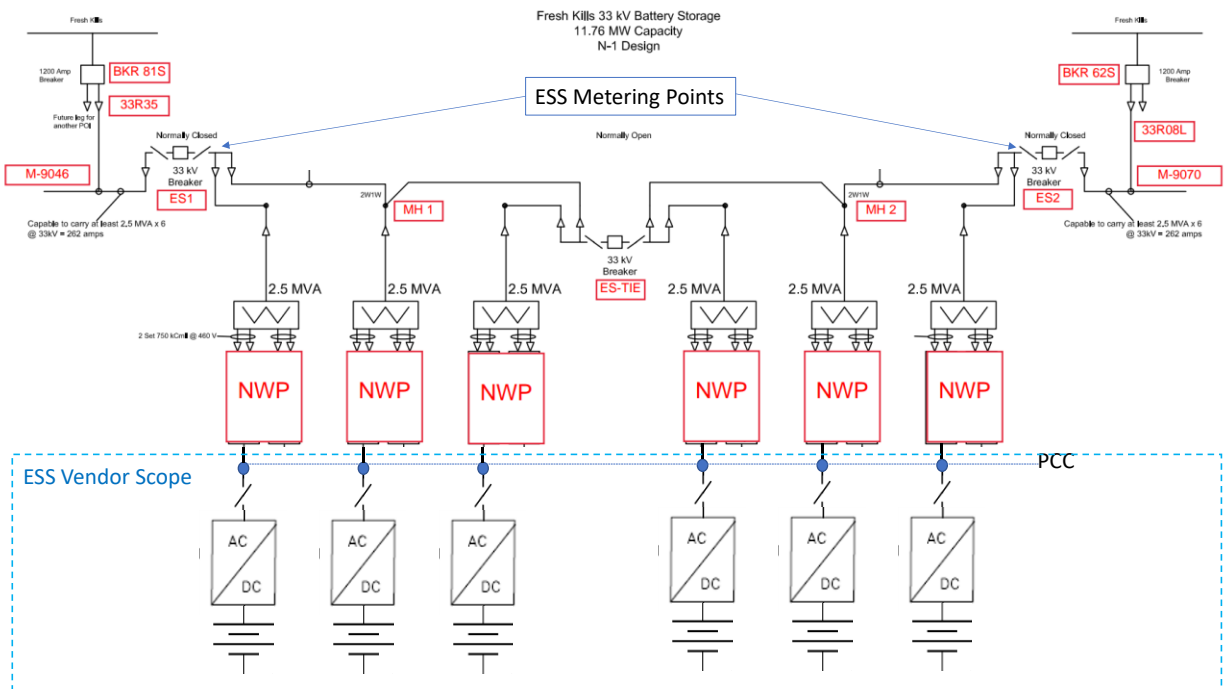 Fresh Kills 33 kV Battery Storage
11.76 MW Capacity
N-1 Design
Fresh Kills
Fresh Kills
1200 Amp
Breaker
BKR 81S
BKR 62S
1200 Amp
Breaker
ESS Metering Points
33R35
Future leg for
another POI
33R08L
Normally Closed
Normally Open
Normally Closed
M-9046
33 kV
Breaker
ES1
33 kV
Breaker
ES2
M-9070
2W1W
MH 1
2W1W
MH 2
Capable to carry at least 2.5 MVA x 6
@ 33kV = 262 amps
Capable to carry at least 2.5 MVA x 6
@ 33kV = 262 amps
33 kV
Breaker
ES-TIE
2.5 MVA
2.5 MVA
2.5 MVA
2.5 MVA
2.5 MVA
2.5 MVA
2 Set 750 kCmil @ 460 V
NWP
NWP
NWP
NWP
NWP
NWP
PCC
ESS Vendor Scope
AC
DC
AC
DC
AC
DC
AC
DC
AC
DC
AC
DC